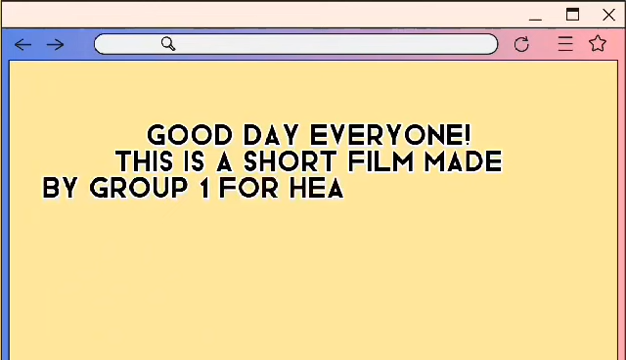 GOOD DAY EVERYONE!
THIS IS A SHORT FILM MADE
BY GROUP 1 FOR HEA